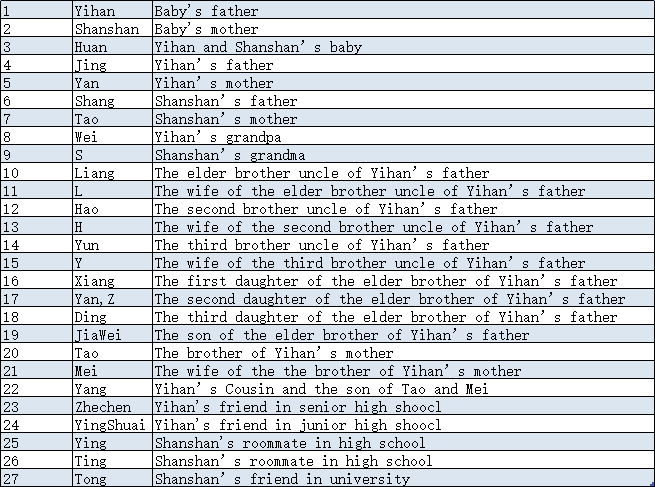 1 Yihan Baby's father
2 Shanshan Baby's mother
3 Huan Yihan and Shanshan's baby
4 Jing Yihan's father
5 Yan Yihan's mother
6 Shang Shanshan's father
7 Tao Shanshan's mother
8 Wei Yihan's grandpa
9 S Shanshan's grandma
10 Liang The elder brother uncle of Yihan's father
11 L The wife of the elder brother uncle of Yihan's father
12 Hao The second brother uncle of Yihan's father
13 H The wife of the second brother uncle of Yihan's father
14 Yun The third brother uncle of Yihan's father
15 Y The wife of the third brother uncle of Yihan's father
16 Xiang The first daughter of the elder brother of Yihan's father
17 Yan,Z The second daughter of the elder brother of Yihan's father
18 Ding The third daughter of the elder brother of Yihan's father
19 JiaWei The son of the elder brother of Yihan's father
20 Tao The brother of Yihan's mother
21 Mei The wife of the the brother of Yihan's mother
22 Yang Yihan's Cousin and the son of Tao and Mei
23 Zhechen Yihan's friend in senior high shoocl
24 YingShuai Yihan's friend in junior high shoocl
25 Ying Shanshan's roommate in high school
26 Ting Shanshan's roommate in high school
27 Tong Shanshan's friend in university